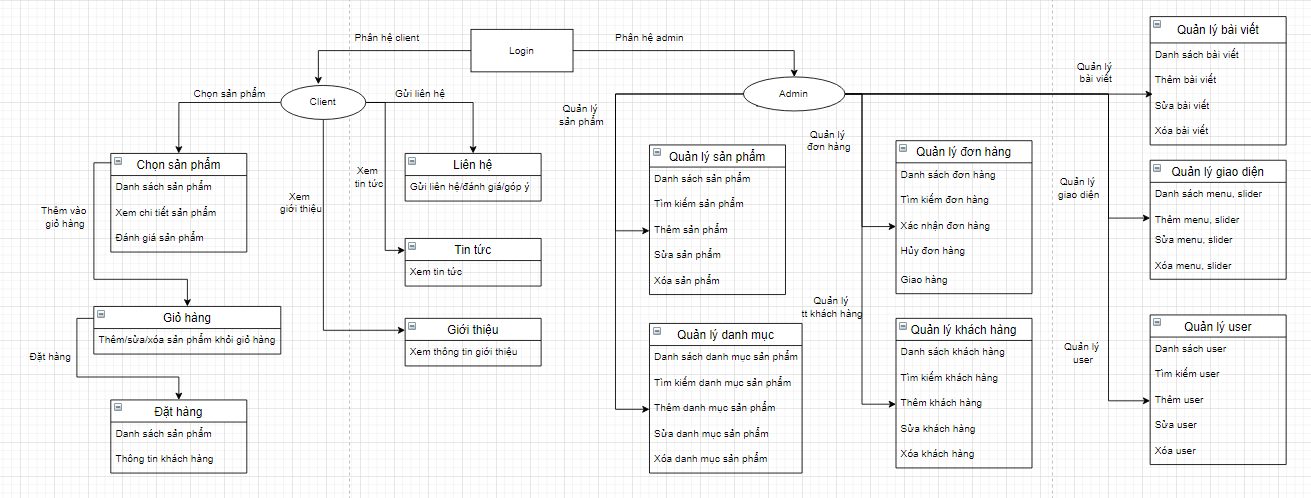 Phân hệ client
Login
Phân hệ admin
Chọn sản phẩm
Client
Gửi liên hệ
Chọn sản phẩm
Danh sách sản phẩm
Xem chi tiết sản phẩm
Đánh giá sản phẩm
Thêm vào
giỏ hàng
Giỏ hàng
Thêm/sửa/xóa sản phẩm khỏi giỏ hàng
Đặt hàng
Đặt hàng
Danh sách sản phẩm
Thông tin khách hàng
Xem
giới thiệu
Xem
tin tức
Liên hệ
Gửi liên hệ/đánh giá/góp ý
Tin tức
Xem tin tức
Giới thiệu
Xem thông tin giới thiệu
Admin
Quản lý
sản phẩm
Quản lý sản phẩm
Danh sách sản phẩm
Tìm kiếm sản phẩm
Thêm sản phẩm
Sửa sản phẩm
Xóa sản phẩm
Quản lý danh mục
Danh sách danh mục sản phẩm
Tìm kiếm danh mục sản phẩm
Thêm danh mục sản phẩm
Sửa danh mục sản phẩm
Xóa danh mục sản phẩm
Quản lý
đơn hàng
Quản lý đơn hàng
Danh sách đơn hàng
Tìm kiếm đơn hàng
Xác nhận đơn hàng
Hủy đơn hàng
Giao hàng
Quản lý
tt khách hàng
Quản lý khách hàng
Danh sách khách hàng
Tìm kiếm khách hàng
Thêm khách hàng
Sửa khách hàng
Xóa khách hàng
Quản lý
bài viết
Quản lý bài viết
Danh sách bài viết
Thêm bài viết
Sửa bài viết
Xóa bài viết
Quản lý
giao diện
Quản lý giao diện
Danh sách menu, slider
Thêm menu, slider
Sửa menu, slider
Xóa menu, slider
Quản lý
user
Quản lý user
Danh sách user
Tìm kiếm user
Thêm user
Sửa user
Xóa user